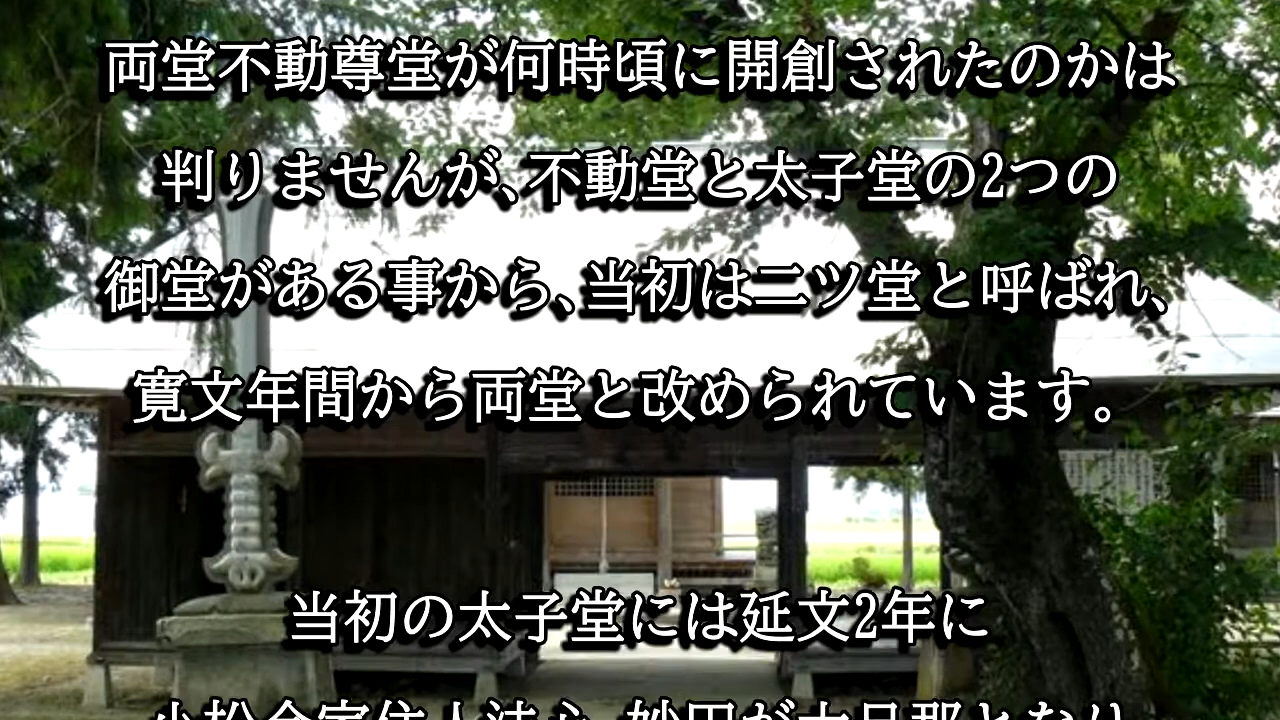 両堂不動尊堂が何時頃に開創されたのかは
判りませんが、不動堂と太子堂の2つの
御堂がある事から、当初は二ツ堂と呼ばれ、
寛文年間から両堂と改められています。
当初の太子堂には延文2年に